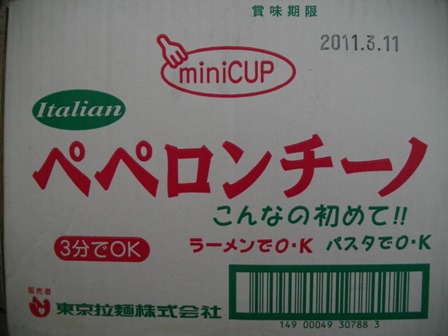 賞味期限
2011.3.11
miniCUP
Italian
ペペロンチーノ
こんなの初めて!!
3分でOK
ラーメンでO・K パスタでO・K
販売者
東京拉麺株式会社
149 00049 30788 3